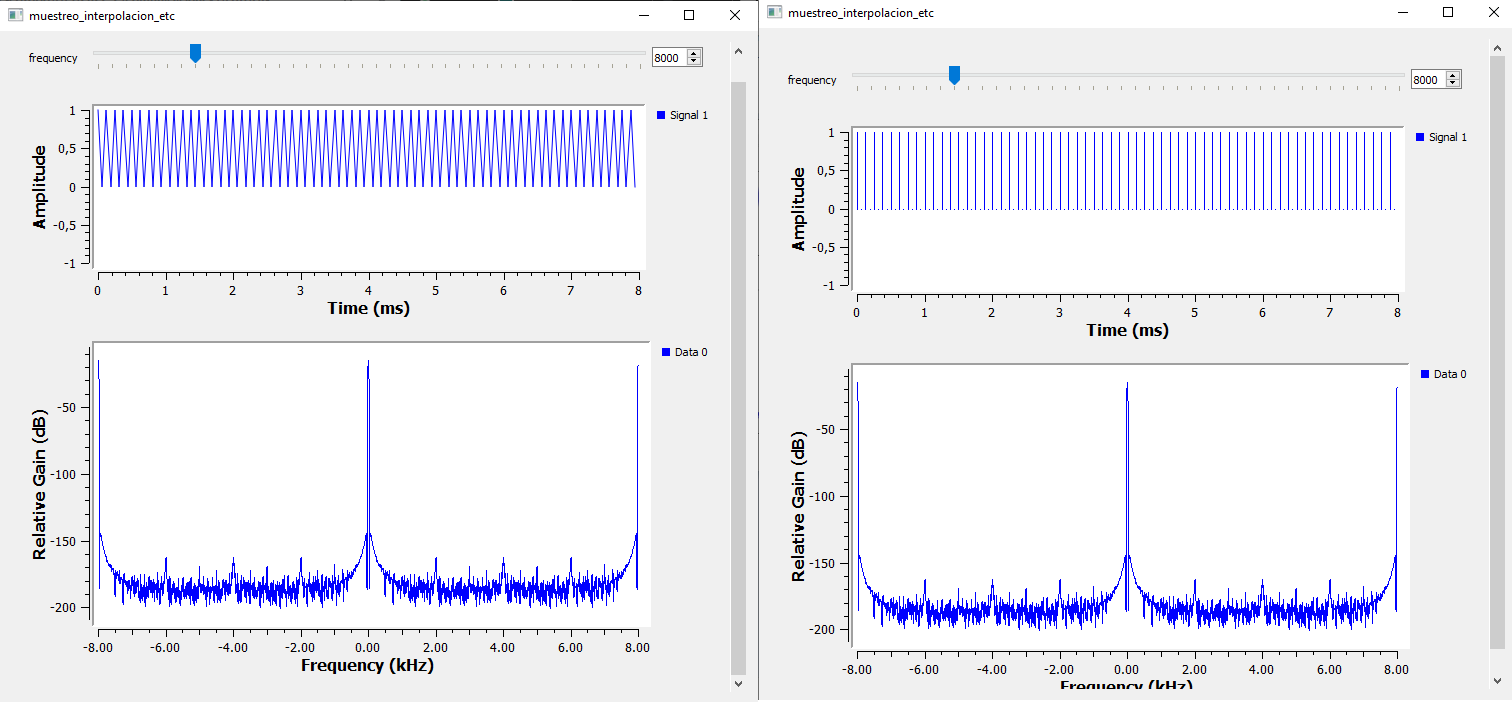 muestreo_interpolacion_etc
frequency
8000
Signal 1
1
0,5
0
-0,5
-1
Amplitude
0 1 2 3 4 5 6 7 8
Time (ms)
Data 0
-50
-100
-150
-200
Relative Gain (dB)
-8.00 -6.00 -4.00 -2.00 0.00 2.00 4.00 6.00 8.00
Frequency (kHz)
muestreo_interpolacion_etc
frequency
8000
Signal 1
1
0,5
0
-0,5
-1
Amplitude
0 1 2 3 4 5 6 7 8
Time (ms)
Data 0
-50
-100
-150
-200
Relative Gain (dB)
-8.00 -6.00 -4.00 -2.00 0.00 2.00 4.00 6.00 8.00
Frequency (kHz)